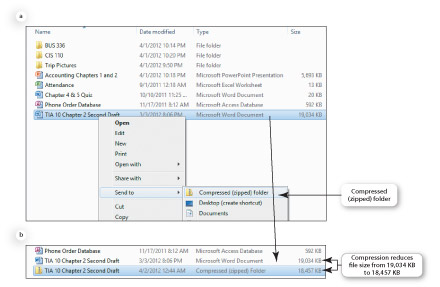 a
Name Date modified Type Size
BUS 336 4/1/2012 10:14 PM File folder
CIS 110 4/1/2012 10:20 PM File folder
Trip Pictures 4/1/2012 9:50 PM File folder
Accounting Chapters 1 and 2 4/1/2012 10:18 PM Microsoft PowerPoint Presentation 5,693 KB
Attendance 9/1/2011 12:18 AM Microsoft Excel Worksheet 13 KB
Chapter 4 & 5 Quiz 10/10/2011 11:25 ... Microsoft Word Document 20 KB
Phone Order Database 11/17/2011 8:12 AM Microsoft Access Database 592 KB
TIA 10 Chapter 2 Second Draft 3/3/2012 8:06 PM Microsoft Word Document 19,034 KB
Open
Edit
New
Print
Open with
Share with
Send to Compressed (zipped) folder
Desktop (create shortcut)
Cut
Documents
Copy
Compressed
(zipped) folder
b
Phone Order Database 11/17/2011 8:12 AM Microsoft Access Database 592 KB
TIA 10 Chapter 2 Second Draft 3/3/2012 8:06 PM Microsoft Word Document 19,034 KB
TIA 10 Chapter 2 Second Draft 4/2/2012 12:44 AM Compressed (zipped) Folder 18,457 KB
Compression reduces
file size from 19,034 KB
to 18,457 KB